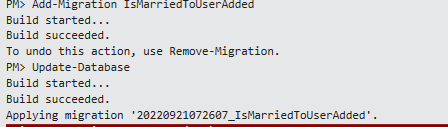 PM> Add-Migration IsMarriedToUserAdded
Build started...
Build succeeded.
To undo this action, use Remove-Migration.
PM> Update-Database
Build started...
Build succeeded.
Applying migration '20220921072607_IsMarriedToUserAdded'.